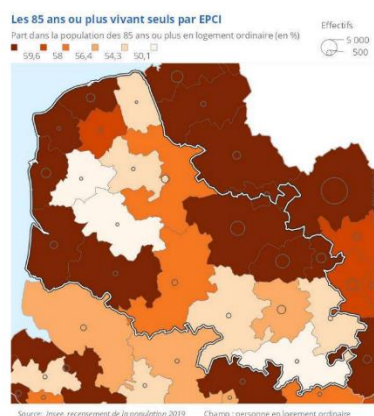 Les 85 ans ou plus vivant seuls par EPCI
Part dans la population des 85 ans ou plus en logement ordinaire (en %)
59,6 58 56,4 54,3 50,1
Effectifs
5 000
500
Source: Insee, recensement de la population 2019 Champ : personne en logement ordinaire